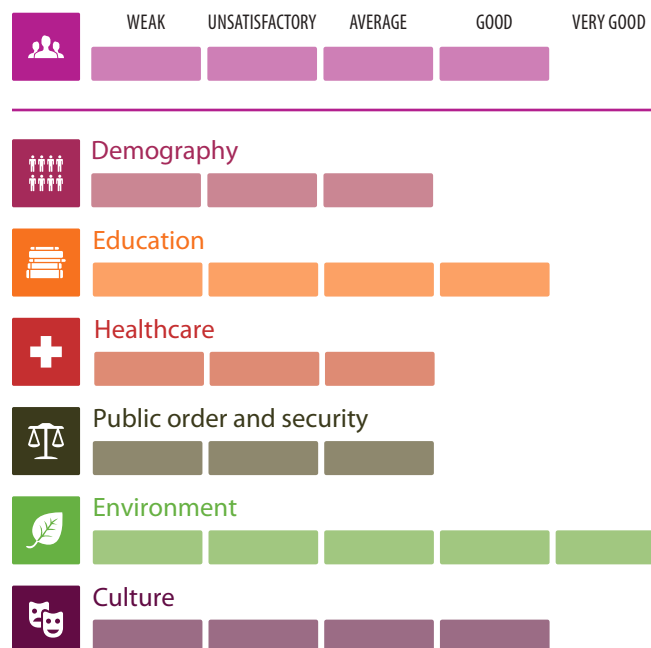 WEAK UNSATISFACTORY AVERAGE GOOD VERY GOOD
Demography
Education
Healthcare
Public order and security
Environment
Culture